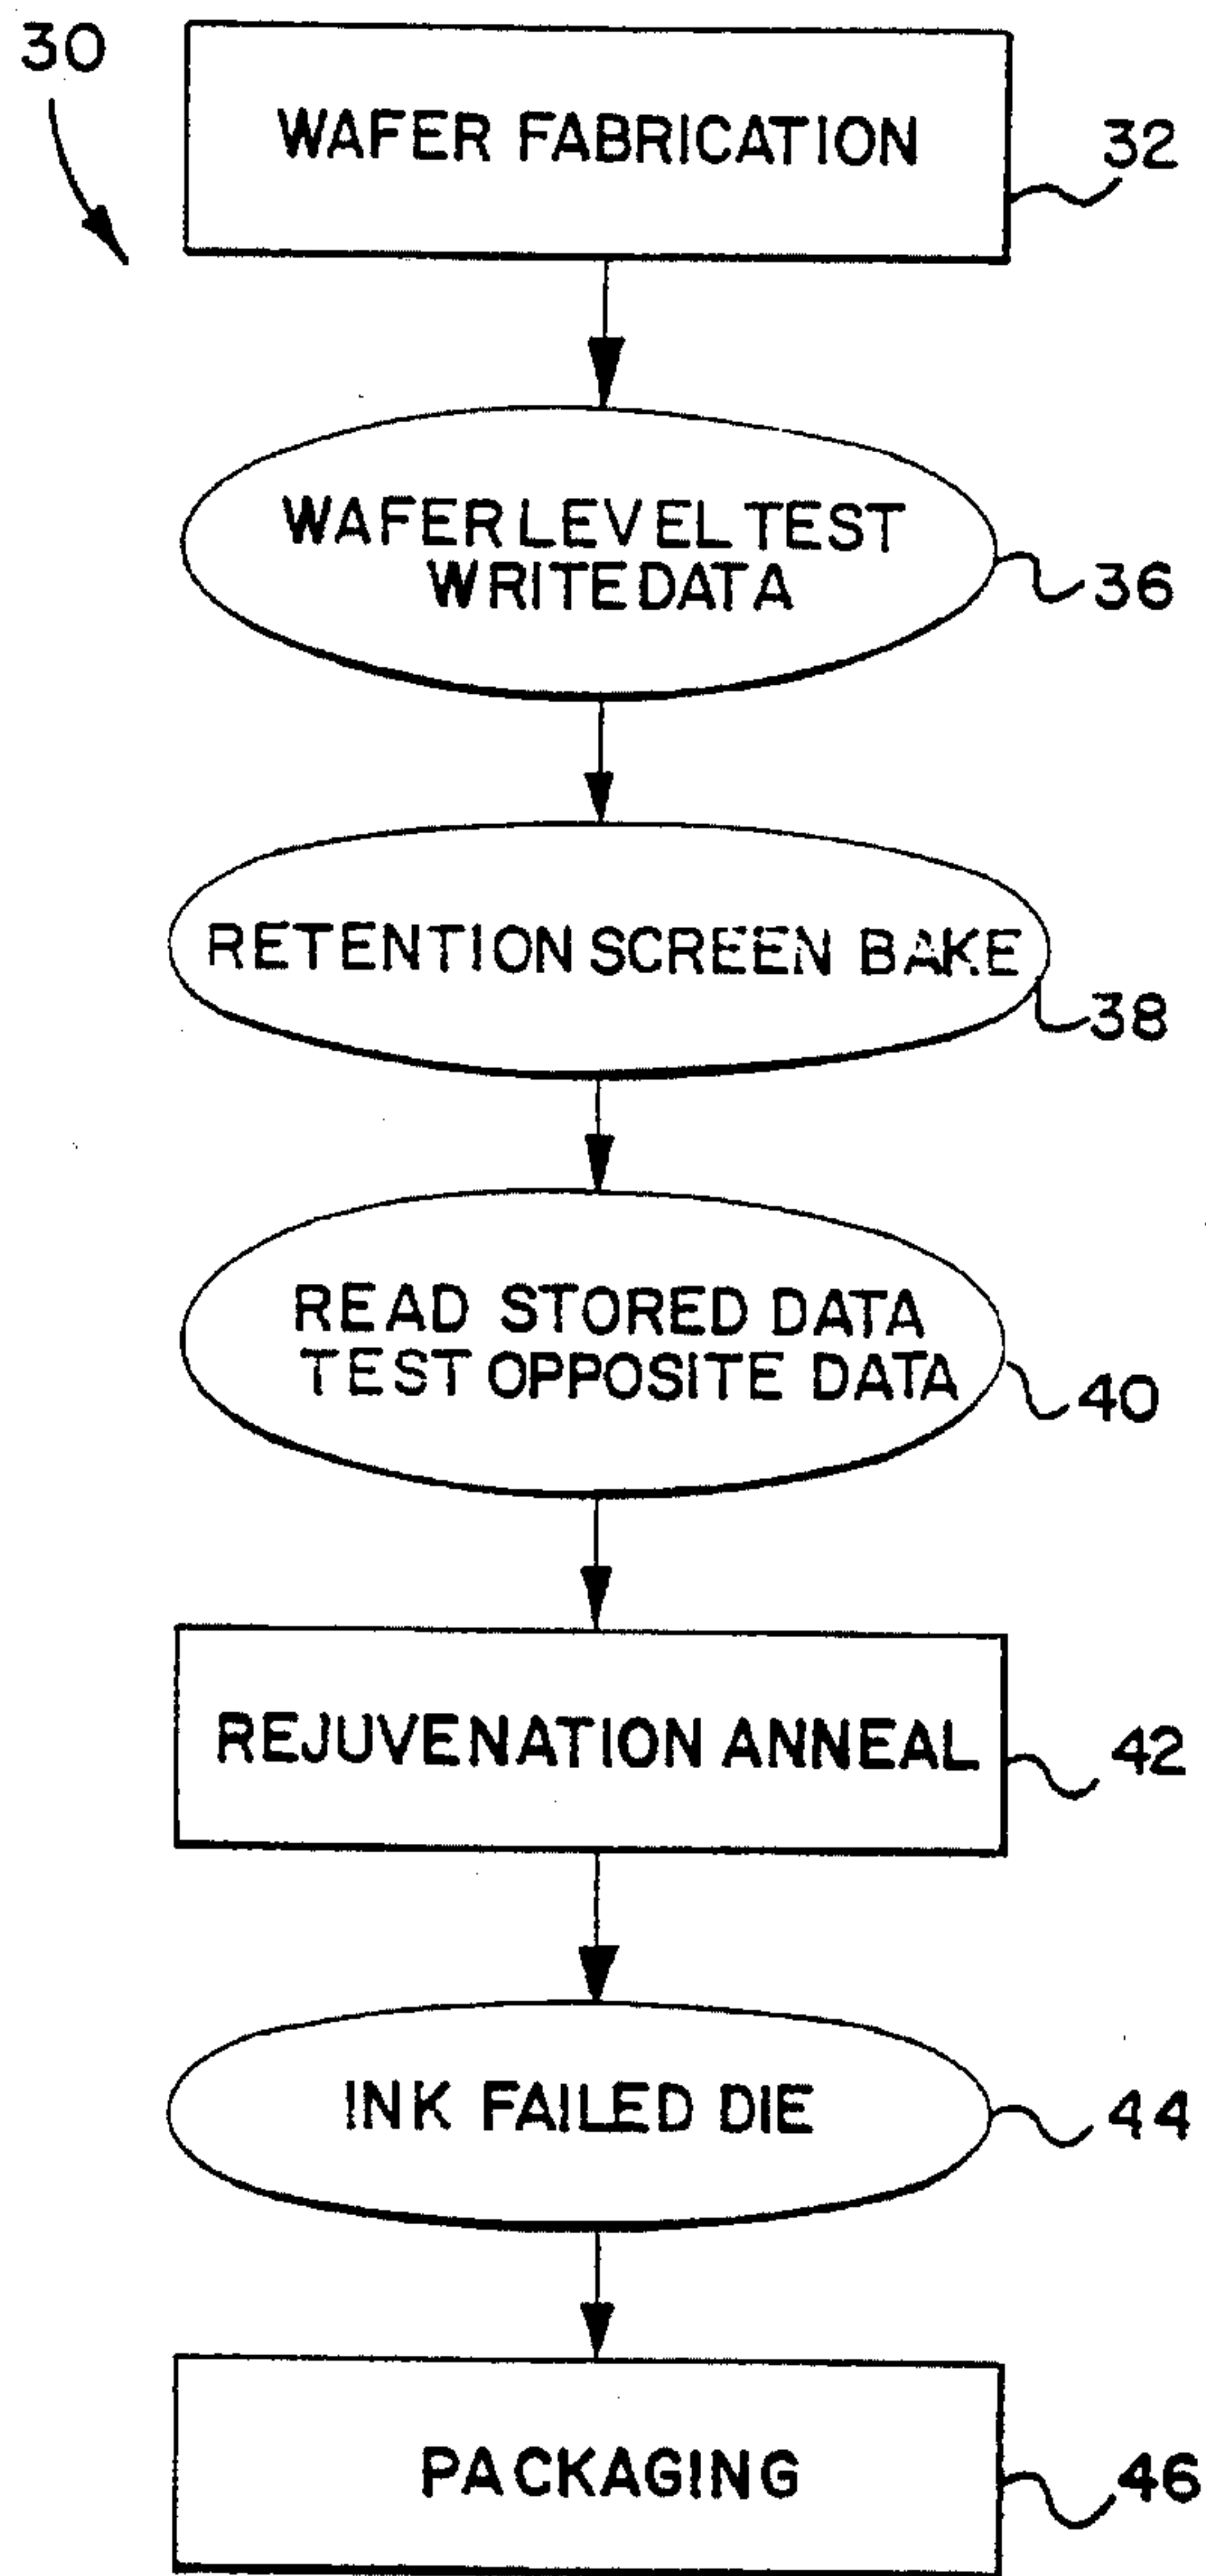 30
WAFER FABRICATION
32
WAFER LEVEL TEST
WRITE DATA
36
RETENTION SCREEN BAKE
38
READ STORED DATA
TEST OPPOSITE DATA
40
REJUVENATION ANNEAL
42
INK FAILED DIE
44
PACKAGING
46